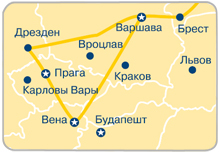 Варшава
Брест
Дрезден
Вроцлав
Львов
Прага
Краков
Карловы Вары
Вена
Будапешт